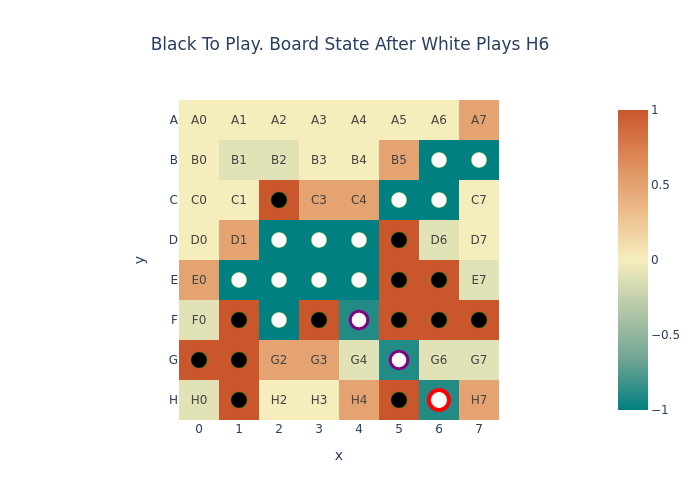 Black To Play. Board State After White Plays H6
A A0 A1 A2 A3 A4 A5 A6 A7
B B0 B1 B2 B3 B4 B5
C C0 C1 C3 C4 C7
D D0 D1 D6 D7
E E0 E7
F F0
G G2 G3 G4 G6 G7
H H0 H2 H3 H4 H7
0 1 2 3 4 5 6 7
x
y
1
0.5
0
−0.5
−1